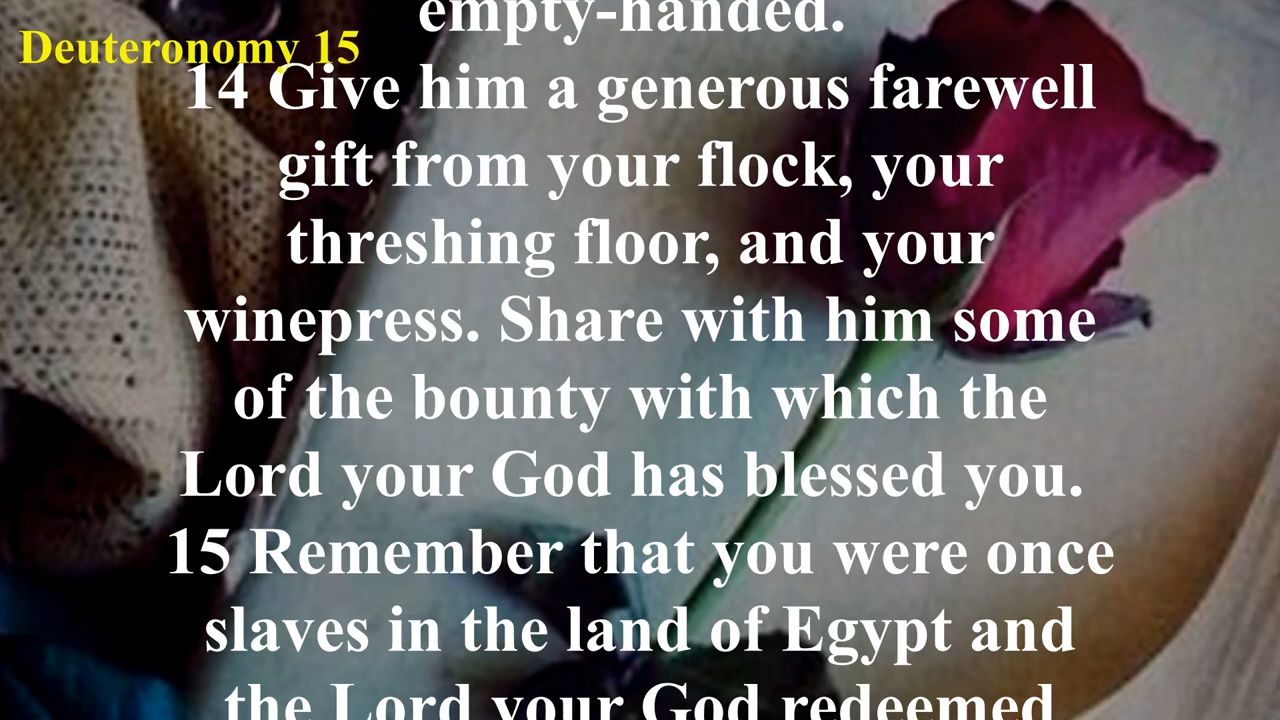 empty-handed.
Deuteronomy 15
14 Give him a generous farewell
gift from your flock, your
threshing floor, and your
winepress. Share with him some
of the bounty with which the
Lord your God has blessed you.
15 Remember that you were once
slaves in the land of Egypt and
the Lord your God redeemed